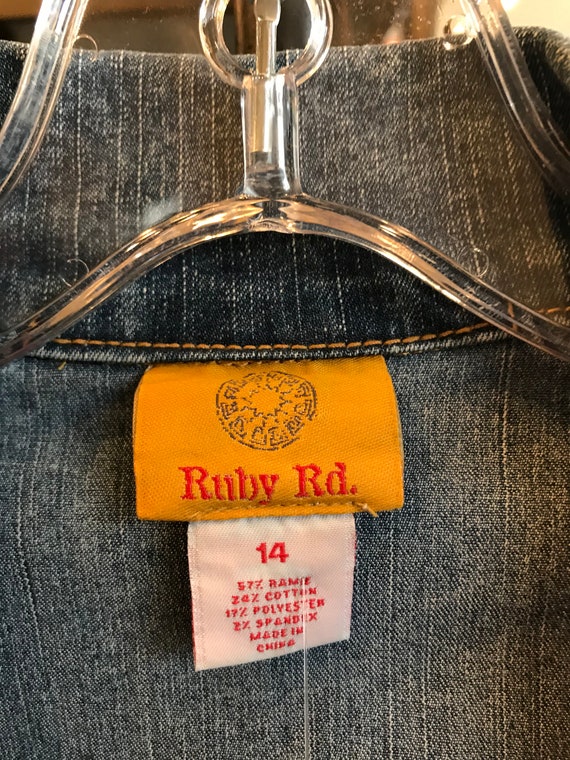 Ruby Rd.
14
57% RAMIE
24% COTTON
17% POLYESTER
2% SPANDEX
MADE IN
CHINA